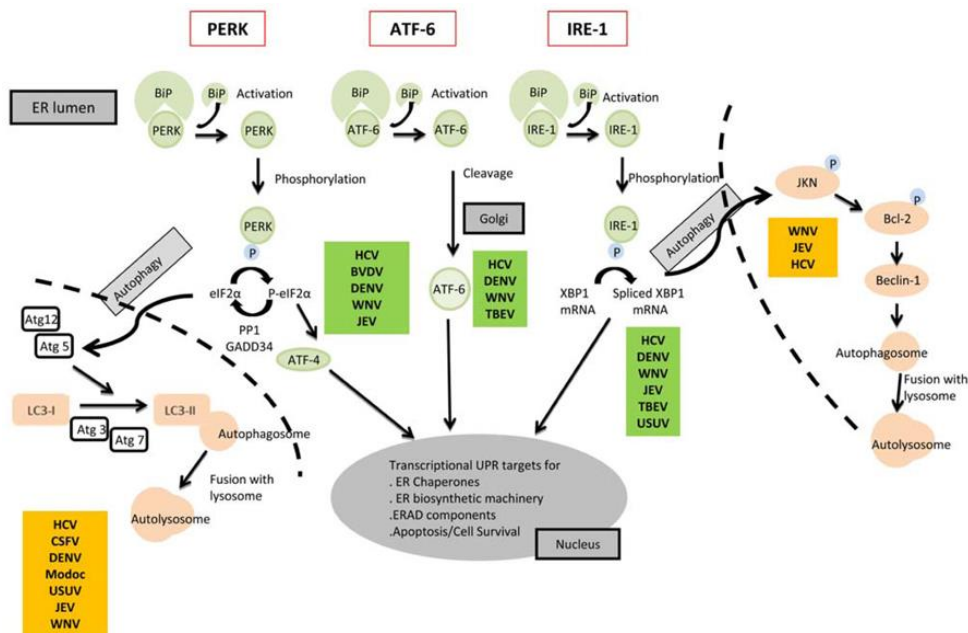 PERK
ATF-6
IRE-1
ER lumen
BiP
BiP
Activation
PERK
PERK
BiP
BiP
Activation
ATF-6
ATF-6
BiP
BiP
Activation
IRE-1
IRE-1
Phosphorylation
Cleavage
Phosphorylation
Golgi
PERK
P
IRE-1
P
ATF-6
Autophagy
eIF2α
P-eIF2α
PP1
GADD34
ATF-4
HCV
BVDV
DENV
WNV
JEV
HCV
DENV
WNV
TBEV
XBP1
mRNA
Spliced XBP1
mRNA
HCV
DENV
WNV
JEV
TBEV
USUV
Autophagy
P
JKN
P
Bcl-2
WNV
JEV
HCV
Beclin-1
Autophagosome
Fusion with
lysosome
Autolysosome
Atg12
Atg 5
LC3-I
LC3-II
Atg 3
Atg 7
Autophagosome
Fusion with
lysosome
Autolysosome
HCV
CSFV
DENV
Modoc
USUV
JEV
WNV
Transcriptional UPR targets for
. ER Chaperones
. ER biosynthetic machinery
.ERAD components
.Apoptosis/Cell Survival
Nucleus